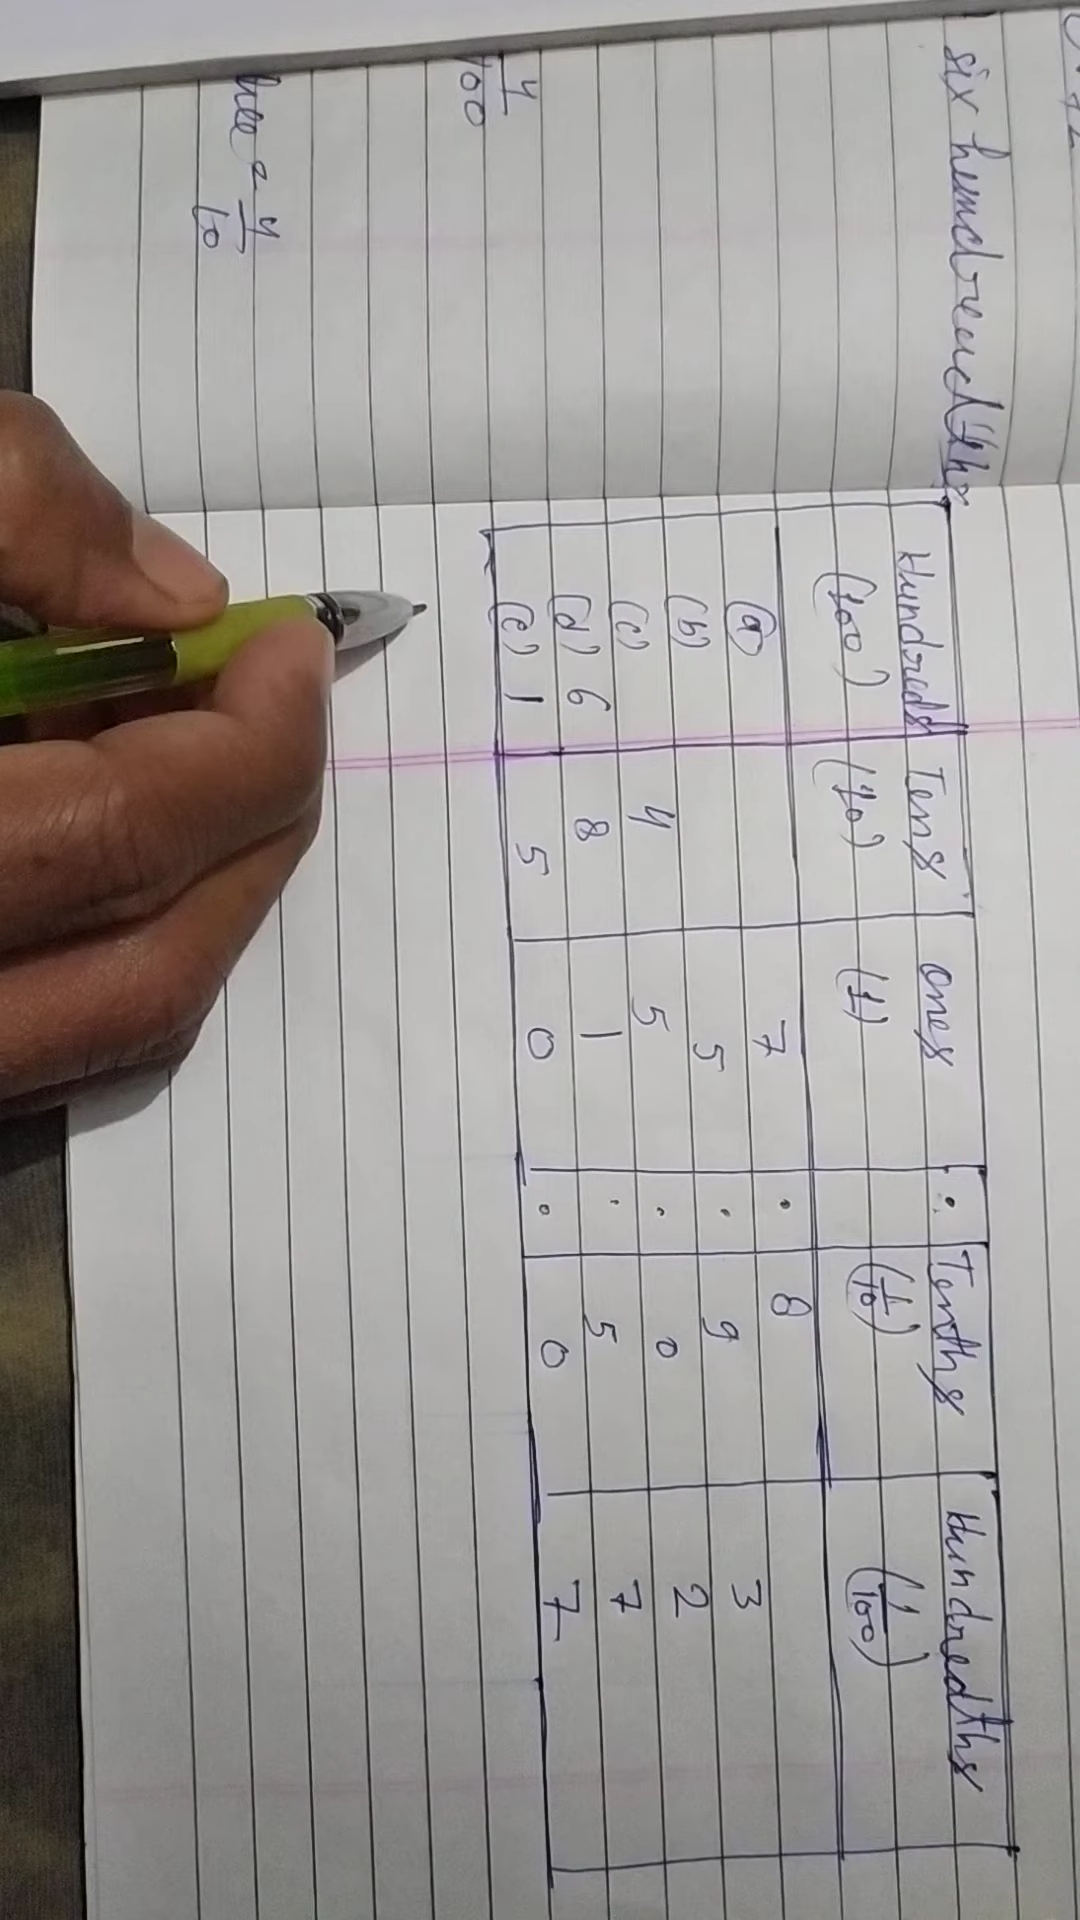 six hundreadths
4
100
= 4
10
Hundreds Tens ones . Tenths Hundredths
(100) (10) (1) (1/10) (1/100)
(a) 7 . 8
(b) 5 . 9 3
(c) 4 5 . 0 2
(d) 6 8 1 . 5 7
(e) 1 5 0 . 0 7